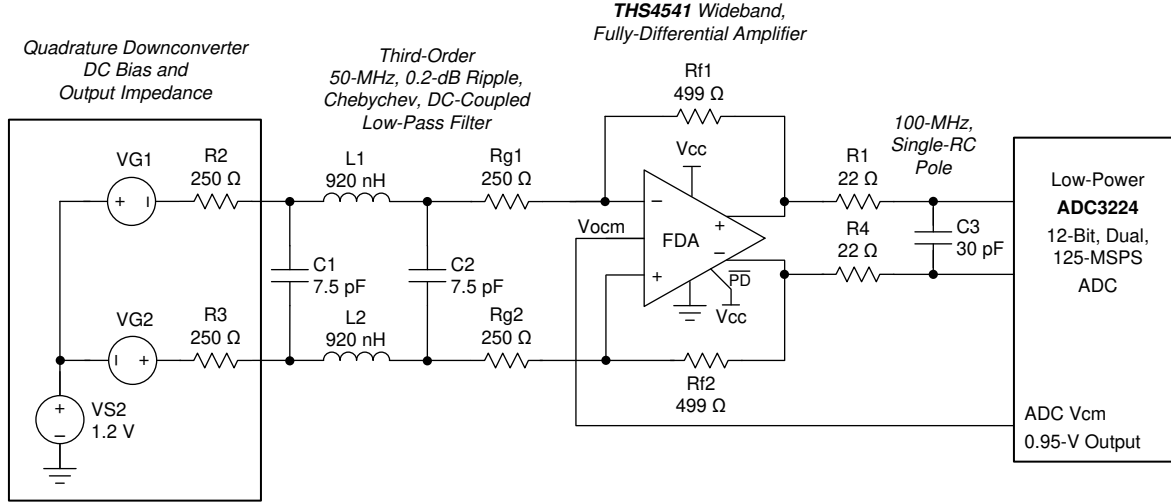 THS4541 Wideband,
Fully-Differential Amplifier
Quadrature Downconverter
DC Bias and
Output Impedance
Third-Order
50-MHz, 0.2-dB Ripple,
Chebychev, DC-Coupled
Low-Pass Filter
Rf1
499 Ω
100-MHz,
Single-RC
Pole
VG1
R2
250 Ω
L1
920 nH
Rg1
250 Ω
Vcc
R1
22 Ω
Low-Power
ADC3224
12-Bit, Dual,
125-MSPS
ADC
+ –
Vocm
– +
FDA
+ –
R4
22 Ω
C3
30 pF
C1
7.5 pF
C2
7.5 pF
PD
Vcc
VG2
– +
R3
250 Ω
L2
920 nH
Rg2
250 Ω
Rf2
499 Ω
+
–
VS2
1.2 V
ADC Vcm
0.95-V Output